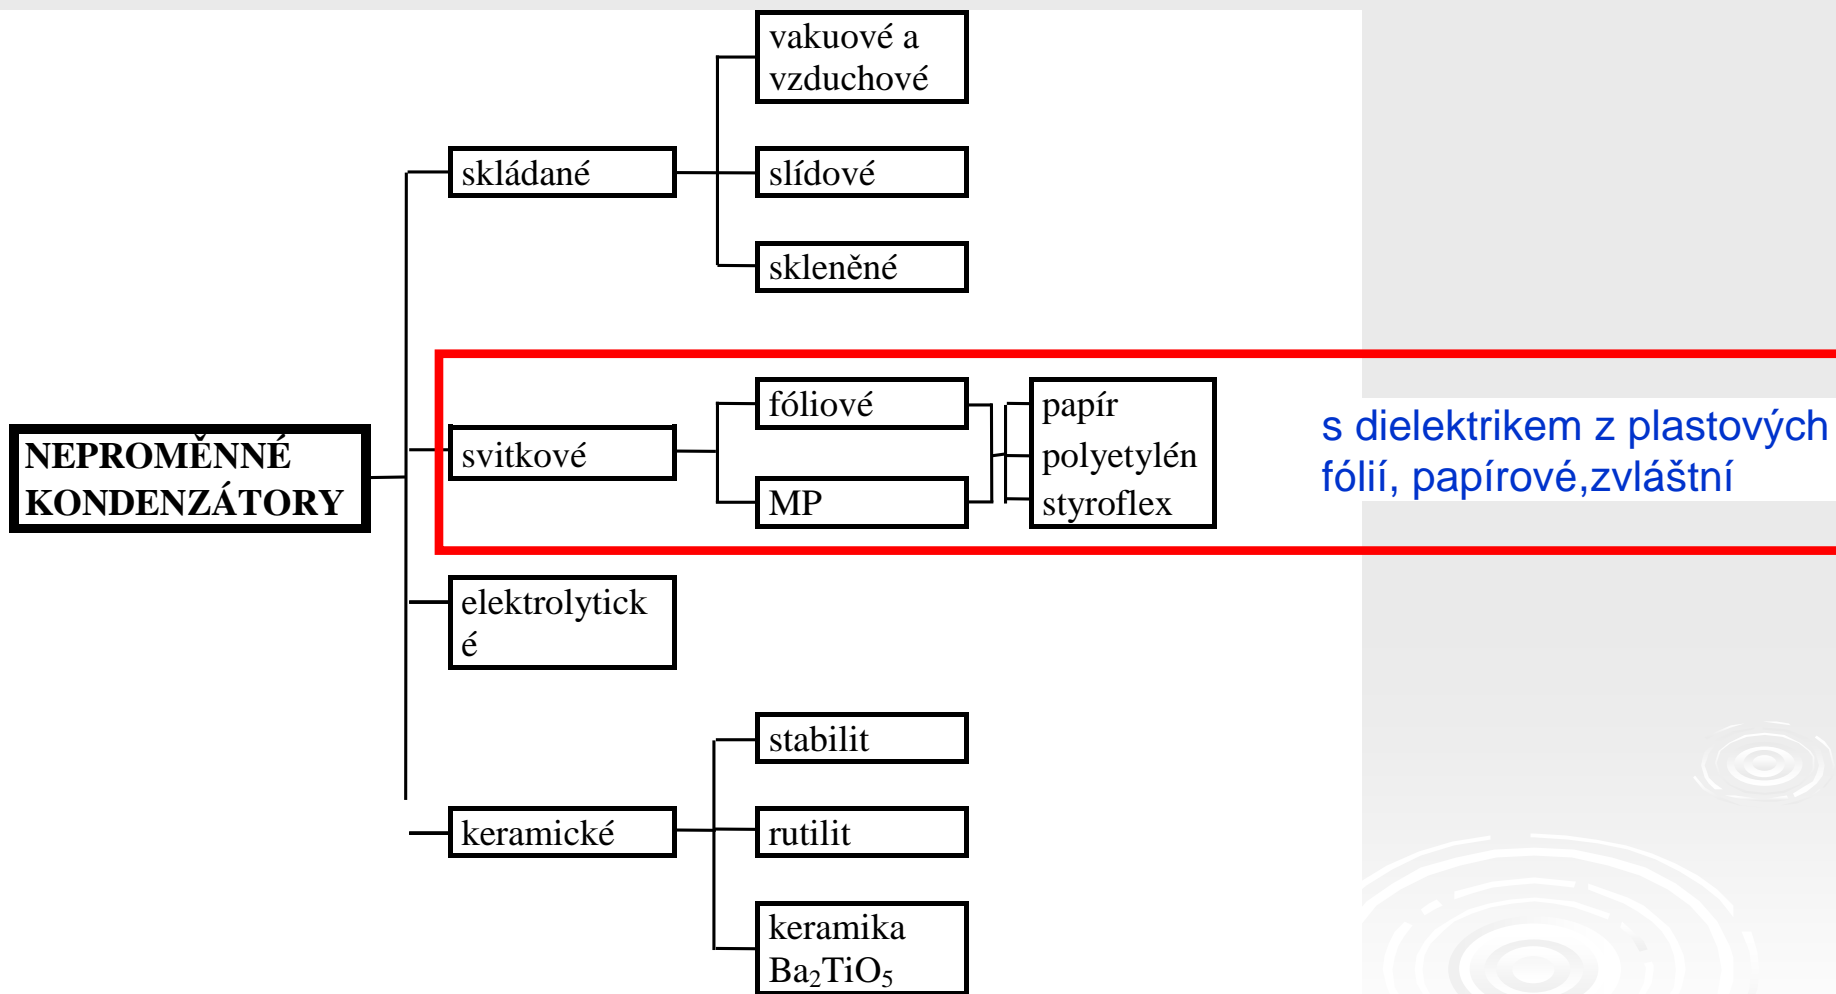 vakuové a
vzduchové
skládané
slídové
skleněné
NEPROMĚNNÉ
KONDENZÁTORY
svitkové
fóliové
MP
papír
polyetylén
styroflex
s dielektrikem z plastových
fólií, papírové,zvláštní
elektrolytick
é
keramické
stabilit
rutilit
keramika
Ba₂TiO₅